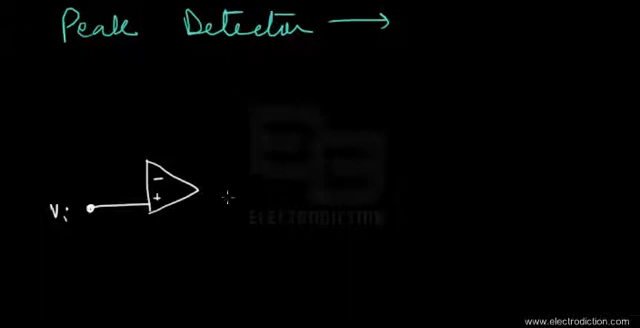 Peak Detector →
-
+
Vi
ELECTRODICTION
www.electrodiction.com